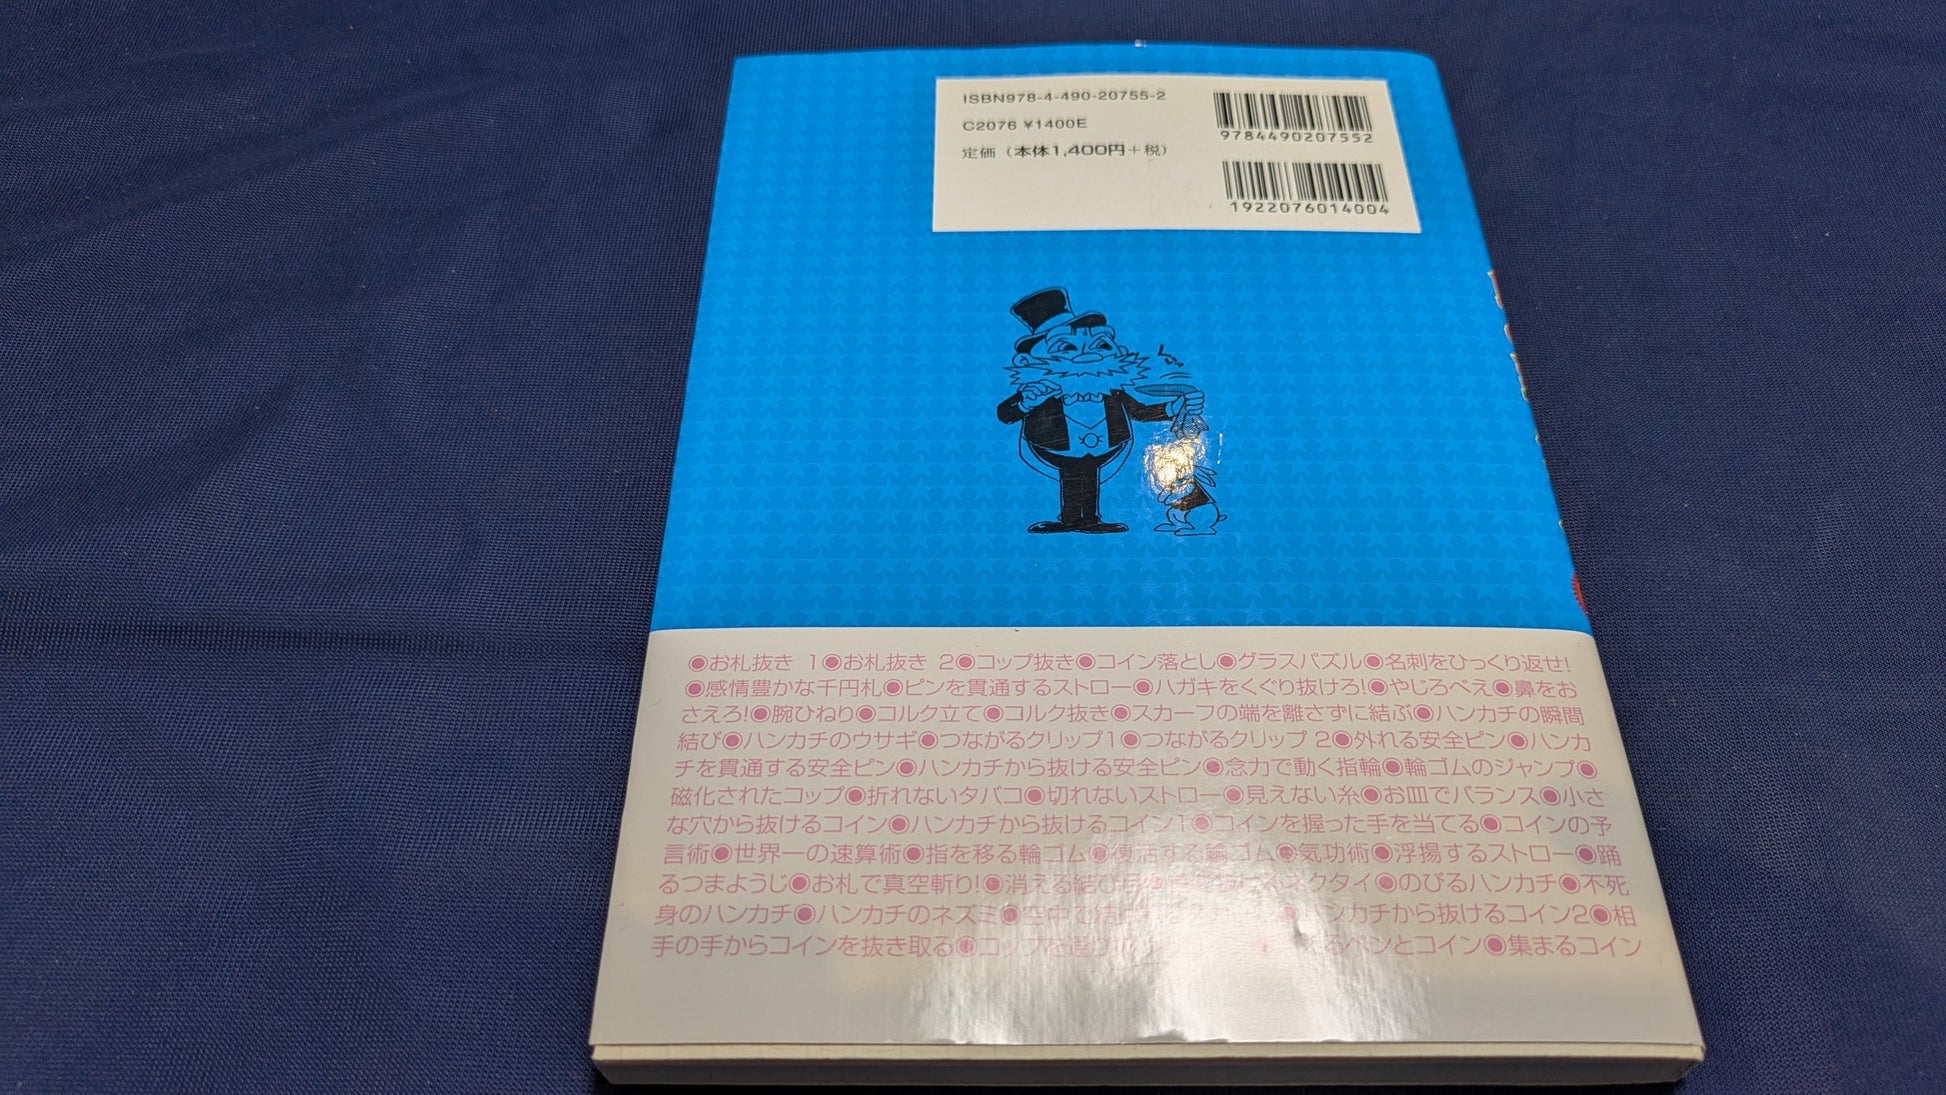 ISBN978-4-490-20755-2
C2076 ¥1400E
定価（本体1,400円＋税）
9784490207552
1922076014004
◉お札抜き 1◉お札抜き 2◉コップ抜き◉コイン落とし◉グラスパズル◉名刺をひっくり返せ!
◉感情豊かな千円札◉ピンを貫通するストロー◉ハガキをくぐり抜けろ!◉やじろべえ◉鼻をお
さえろ!◉腕ひねり◉コルク立て◉コルク抜き◉スカーフの端を離さずに結ぶ◉ハンカチの瞬間
結び◉ハンカチのウサギ◉つながるクリップ1◉つながるクリップ 2◉外れる安全ピン◉ハンカ
チを貫通する安全ピン◉ハンカチから抜ける安全ピン◉念力で動く指輪◉輪ゴムのジャンプ◉
磁化されたコップ◉折れないタバコ◉切れないストロー◉見えない糸◉お皿でバランス◉小さ
な穴から抜けるコイン◉ハンカチから抜けるコイン1◉コインを握った手を当てる◉コインの予
言術◉世界一の速算術◉指を移る輪ゴム◉復活する輪ゴム◉気功術◉浮揚するストロー◉踊
るつまようじ◉お札で真空斬り!◉消える結び目◉ネクタイ◉のびるハンカチ◉不死
身のハンカチ◉ハンカチのネズミ◉空中で結ハンカチから抜けるコイン2◉相
手の手からコインを抜き取る◉コップを通りるペンとコイン◉集まるコイン